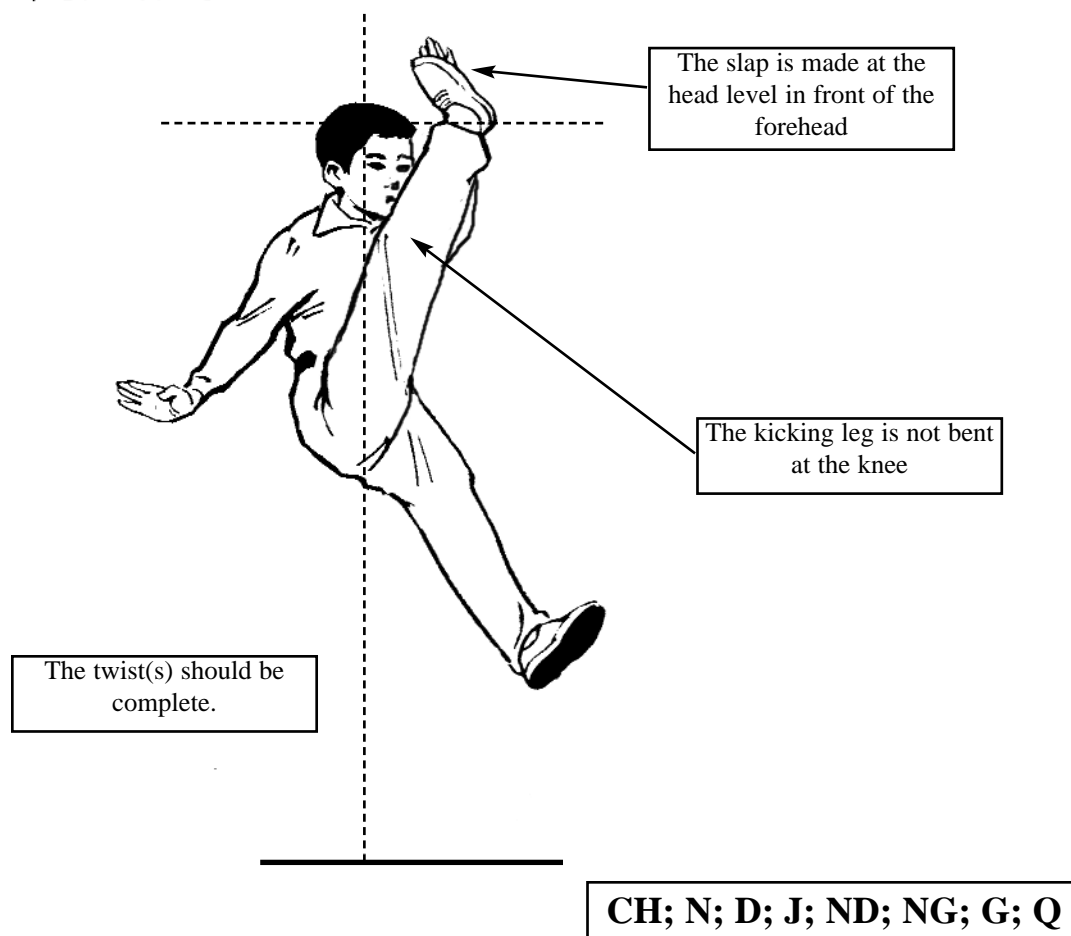 The slap is made at the
head level in front of the
forehead
The kicking leg is not bent
at the knee
The twist(s) should be
complete.
CH; N; D; J; ND; NG; G; Q